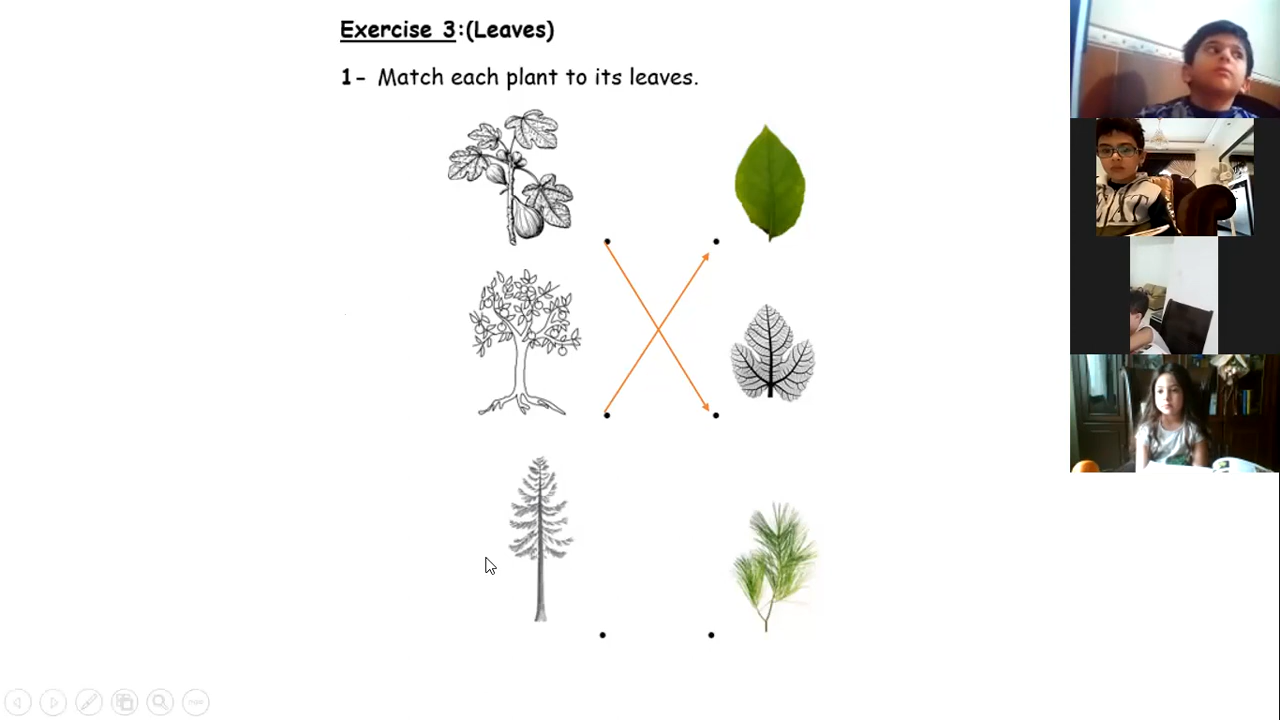 Exercise 3:(Leaves)
1- Match each plant to its leaves.